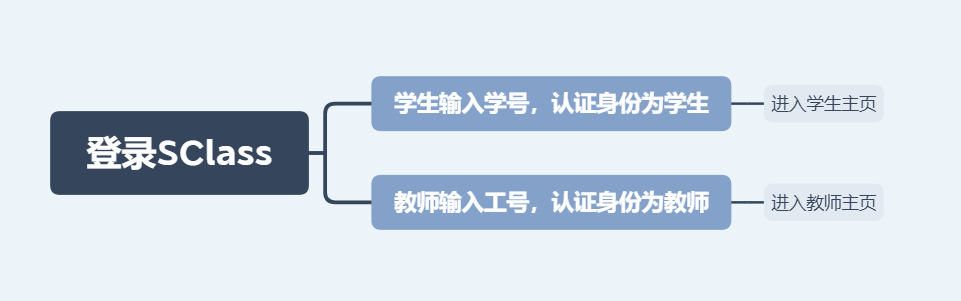 登录SClass
学生输入学号，认证身份为学生
进入学生主页
教师输入工号，认证身份为教师
进入教师主页